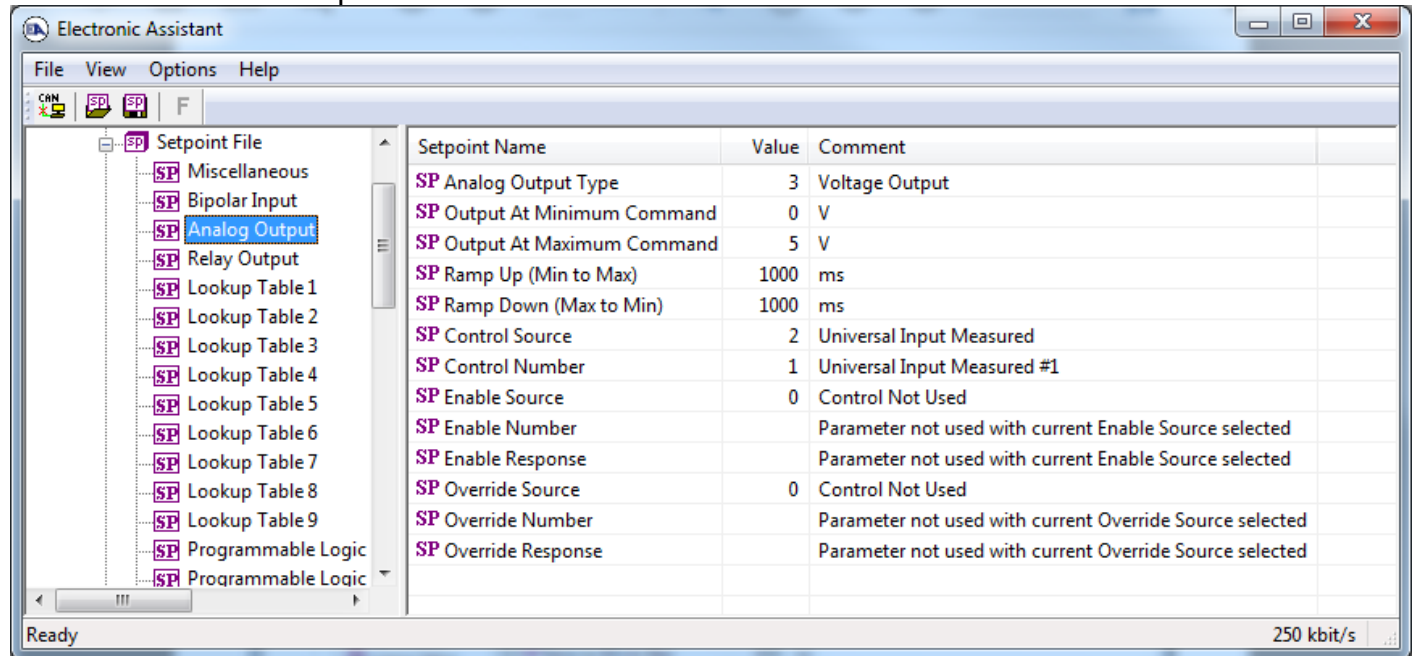 Electronic Assistant
File View Options Help
CAN SP SP F
SP Setpoint File
SP Miscellaneous
SP Bipolar Input
SP Analog Output
SP Relay Output
SP Lookup Table 1
SP Lookup Table 2
SP Lookup Table 3
SP Lookup Table 4
SP Lookup Table 5
SP Lookup Table 6
SP Lookup Table 7
SP Lookup Table 8
SP Lookup Table 9
SP Programmable Logic
SP Programmable Logic
Setpoint Name Value Comment
SP Analog Output Type 3 Voltage Output
SP Output At Minimum Command 0 V
SP Output At Maximum Command 5 V
SP Ramp Up (Min to Max) 1000 ms
SP Ramp Down (Max to Min) 1000 ms
SP Control Source 2 Universal Input Measured
SP Control Number 1 Universal Input Measured #1
SP Enable Source 0 Control Not Used
SP Enable Number Parameter not used with current Enable Source selected
SP Enable Response Parameter not used with current Enable Source selected
SP Override Source 0 Control Not Used
SP Override Number Parameter not used with current Override Source selected
SP Override Response Parameter not used with current Override Source selected
Ready 250 kbit/s